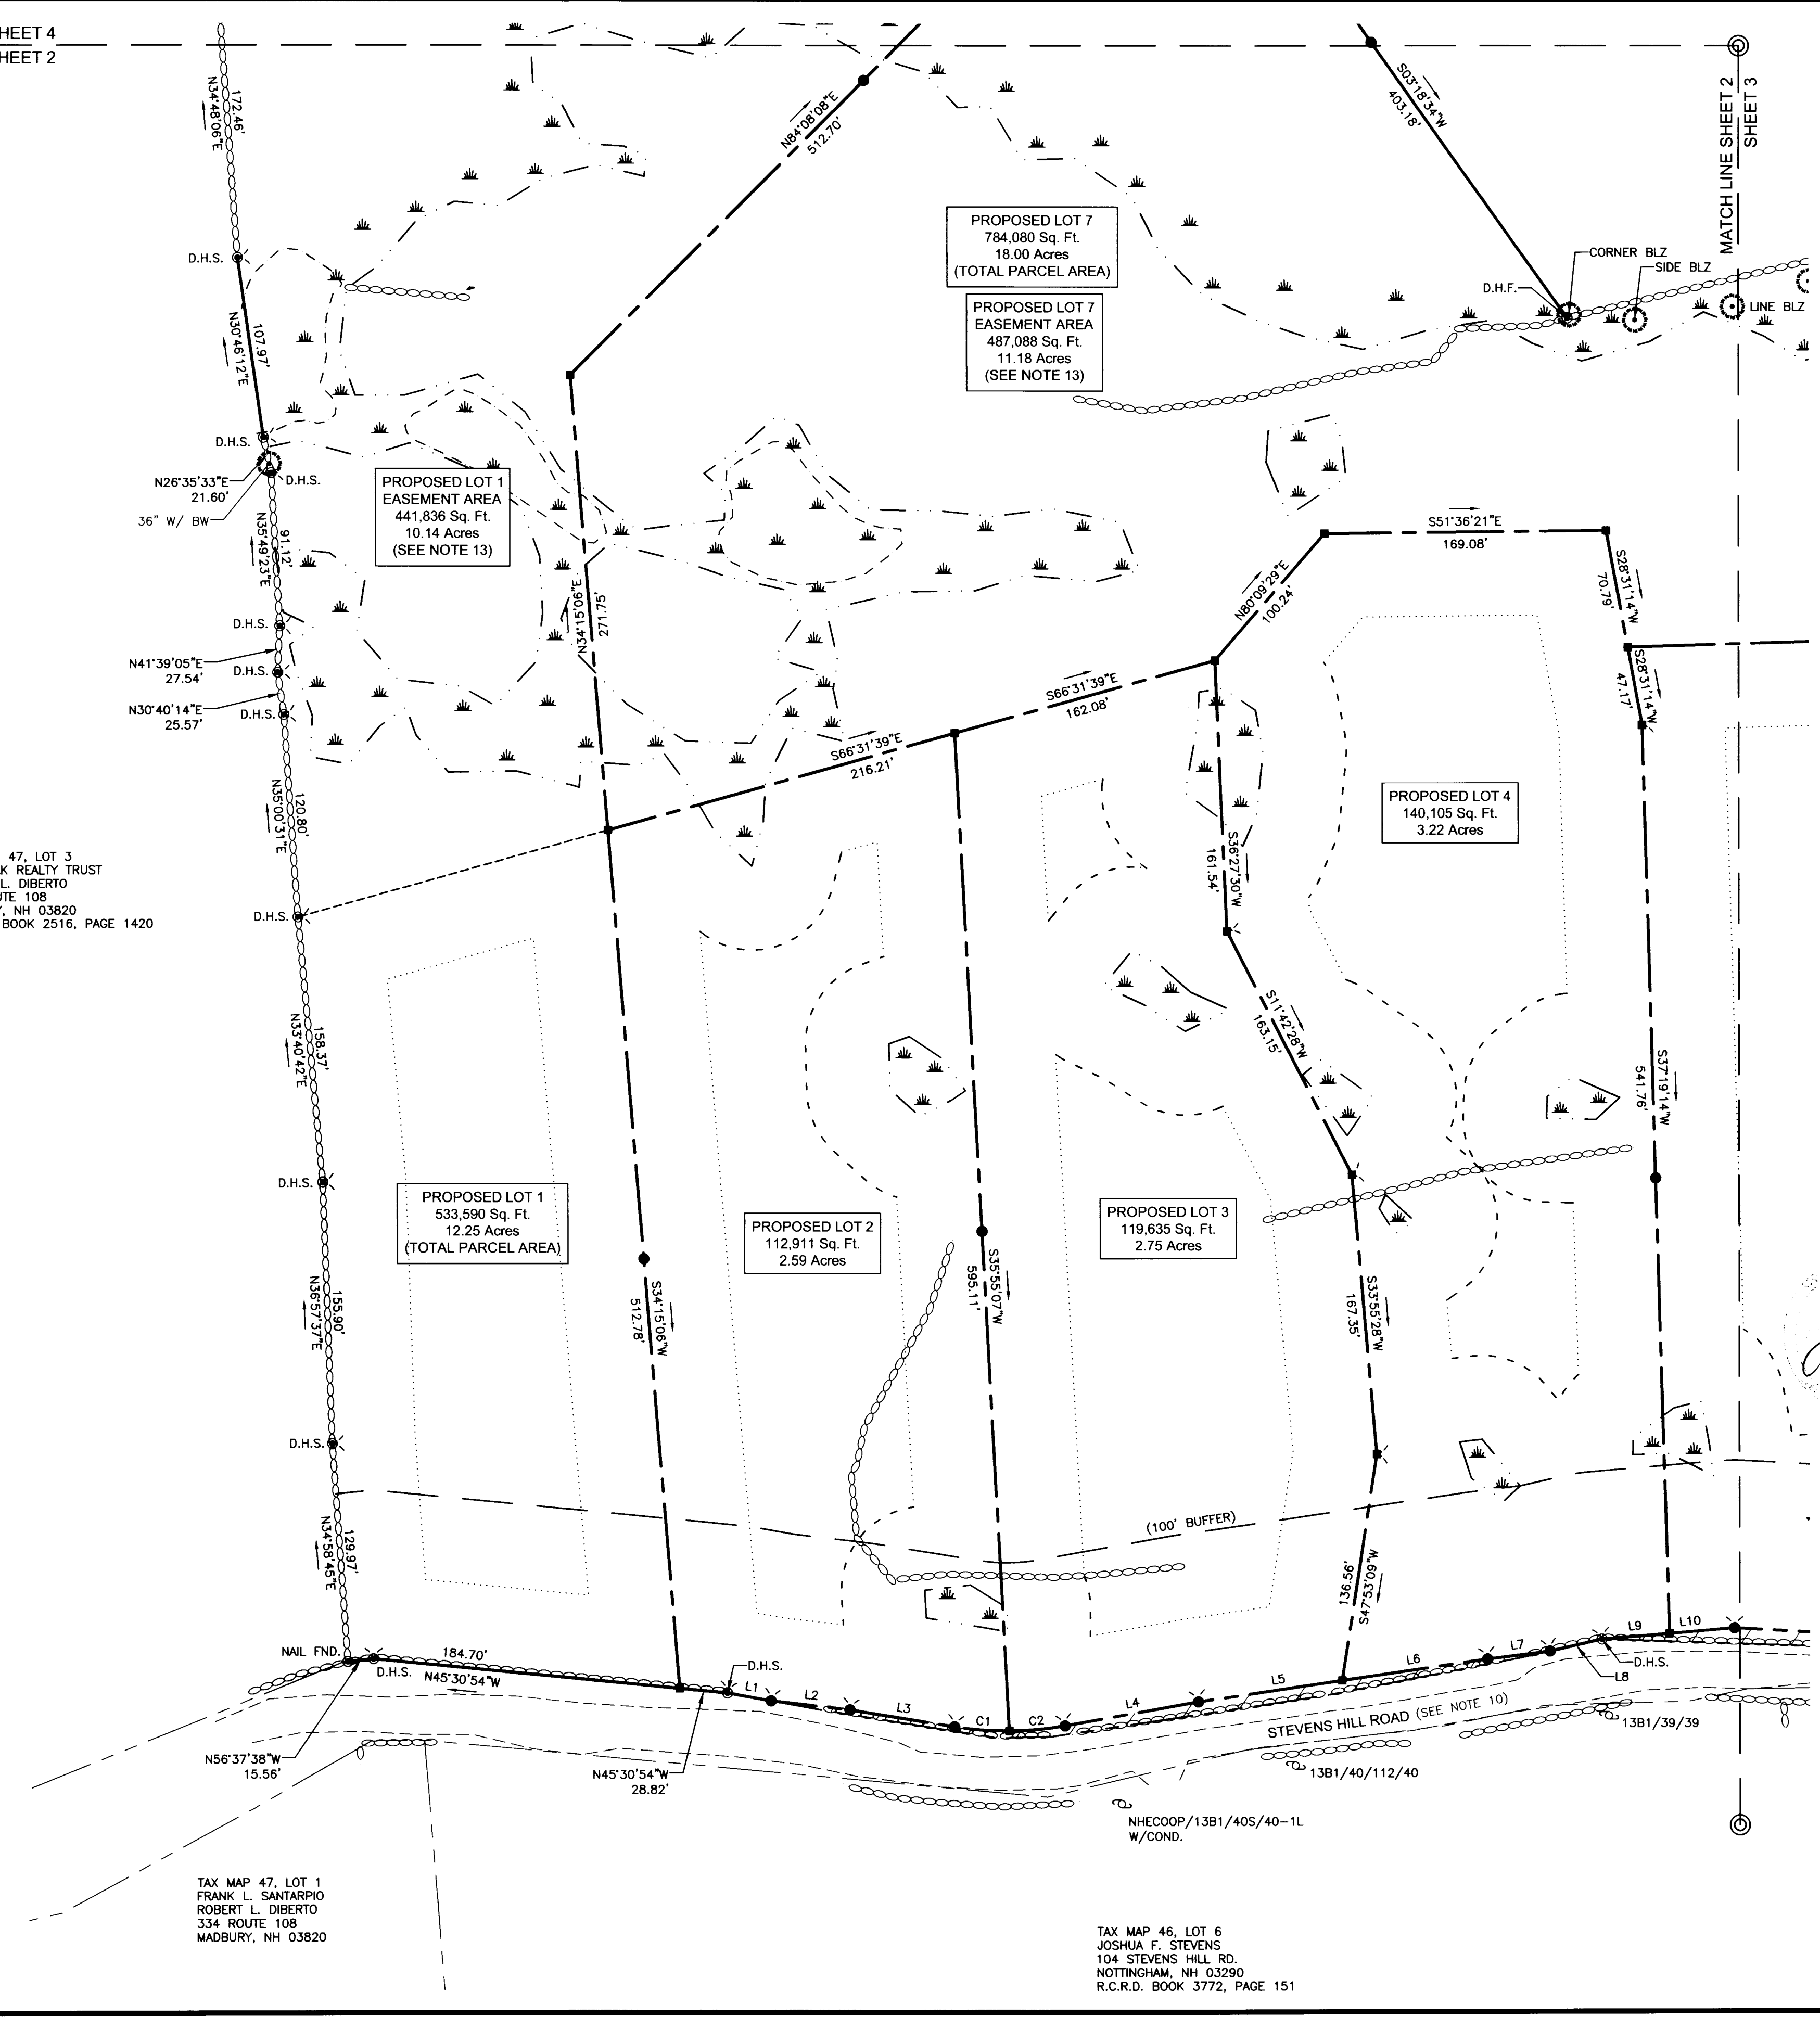 HEET 4
HEET 2
172.46'
N34°48'06"E
N84°08'08"E
512.70'
S03°18'34"W
403.18'
MATCH LINE SHEET 2
SHEET 3
PROPOSED LOT 7
784,080 Sq. Ft.
18.00 Acres
(TOTAL PARCEL AREA)
CORNER BLZ
SIDE BLZ
D.H.F.
LINE BLZ
D.H.S.
PROPOSED LOT 7
EASEMENT AREA
487,088 Sq. Ft.
11.18 Acres
(SEE NOTE 13)
107.97'
N30°46'12"E
D.H.S.
N26°35'33"E
21.60'
D.H.S.
36" W/ BW
PROPOSED LOT 1
EASEMENT AREA
441,836 Sq. Ft.
10.14 Acres
(SEE NOTE 13)
91.12'
N35°49'23"E
S51°36'21"E
169.08'
N80°09'29"E
100.24'
S28°31'14"W
70.79'
N34°15'06"E
271.75'
D.H.S.
N41°39'05"E
27.54'
D.H.S.
S28°31'14"W
47.17'
N30°40'14"E
25.57'
D.H.S.
S66°31'39"E
162.08'
S66°31'39"E
216.21'
120.80'
N35°00'31"E
PROPOSED LOT 4
140,105 Sq. Ft.
3.22 Acres
S36°27'30"W
161.54'
47, LOT 3
K REALTY TRUST
L. DIBERTO
UTE 108
, NH 03820
BOOK 2516, PAGE 1420
D.H.S.
158.37'
N33°40'42"E
S11°42'28"W
163.15'
S37°19'14"W
541.76'
D.H.S.
PROPOSED LOT 1
533,590 Sq. Ft.
12.25 Acres
(TOTAL PARCEL AREA)
PROPOSED LOT 2
112,911 Sq. Ft.
2.59 Acres
PROPOSED LOT 3
119,635 Sq. Ft.
2.75 Acres
155.90'
N36°57'37"E
S34°15'06"W
512.78'
S35°55'07"W
595.11'
S33°55'28"W
167.35'
D.H.S.
(100' BUFFER)
129.97'
N34°58'45"E
136.56'
S47°53'09"W
NAIL FND.
184.70'
D.H.S.
N45°30'54"W
D.H.S.
L1
L2
L3
C1
C2
L4
L5
L6
L7
L8
D.H.S.
L9
L10
STEVENS HILL ROAD (SEE NOTE 10)
13B1/39/39
N56°37'38"W
15.56'
N45°30'54"W
28.82'
13B1/40/112/40
NHECOOP/13B1/40S/40-1L
W/COND.
TAX MAP 47, LOT 1
FRANK L. SANTARPIO
ROBERT L. DIBERTO
334 ROUTE 108
MADBURY, NH 03820
TAX MAP 46, LOT 6
JOSHUA F. STEVENS
104 STEVENS HILL RD.
NOTTINGHAM, NH 03290
R.C.R.D. BOOK 3772, PAGE 151